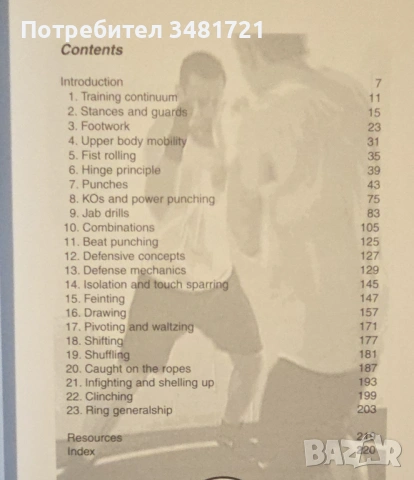 Потребител 3481721
Contents
Introduction 7
1. Training continuum 11
2. Stances and guards 15
3. Footwork 23
4. Upper body mobility 31
5. Fist rolling 35
6. Hinge principle 39
7. Punches 43
8. KOs and power punching 75
9. Jab drills 83
10. Combinations 105
11. Beat punching 125
12. Defensive concepts 127
13. Defense mechanics 129
14. Isolation and touch sparring 145
15. Feinting 147
16. Drawing 157
17. Pivoting and waltzing 171
18. Shifting 177
19. Shuffling 181
20. Caught on the ropes 187
21. Infighting and shelling up 193
22. Clinching 199
23. Ring generalship 203
Resources
Index 220
BAZAR
.bg